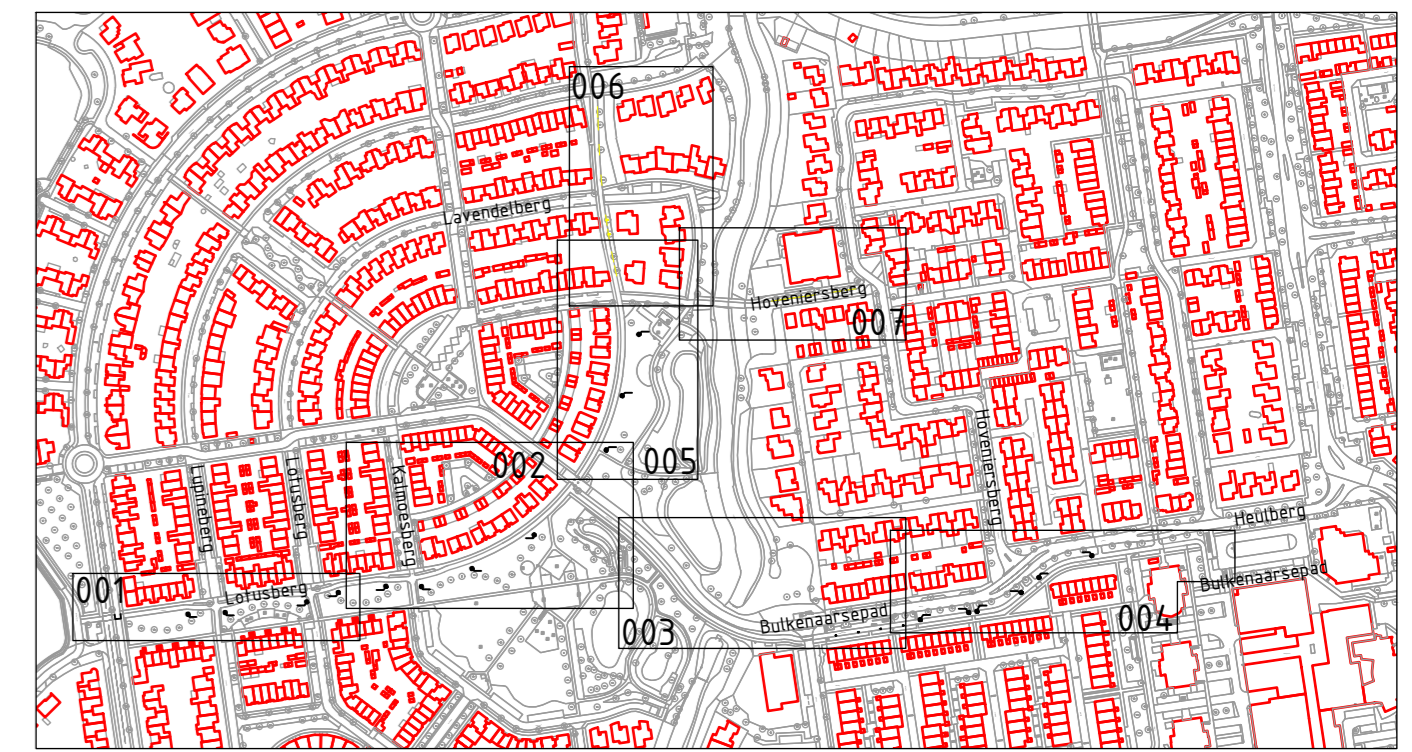 006
Lavendelberg
Hoveniersberg
007
Hoveniersberg
002
005
Lupineberg
Lotusberg
Kalmoesberg
Heulberg
Bulkenaarsepad
001
Lotusberg
003
Bulkenaarsepad
004